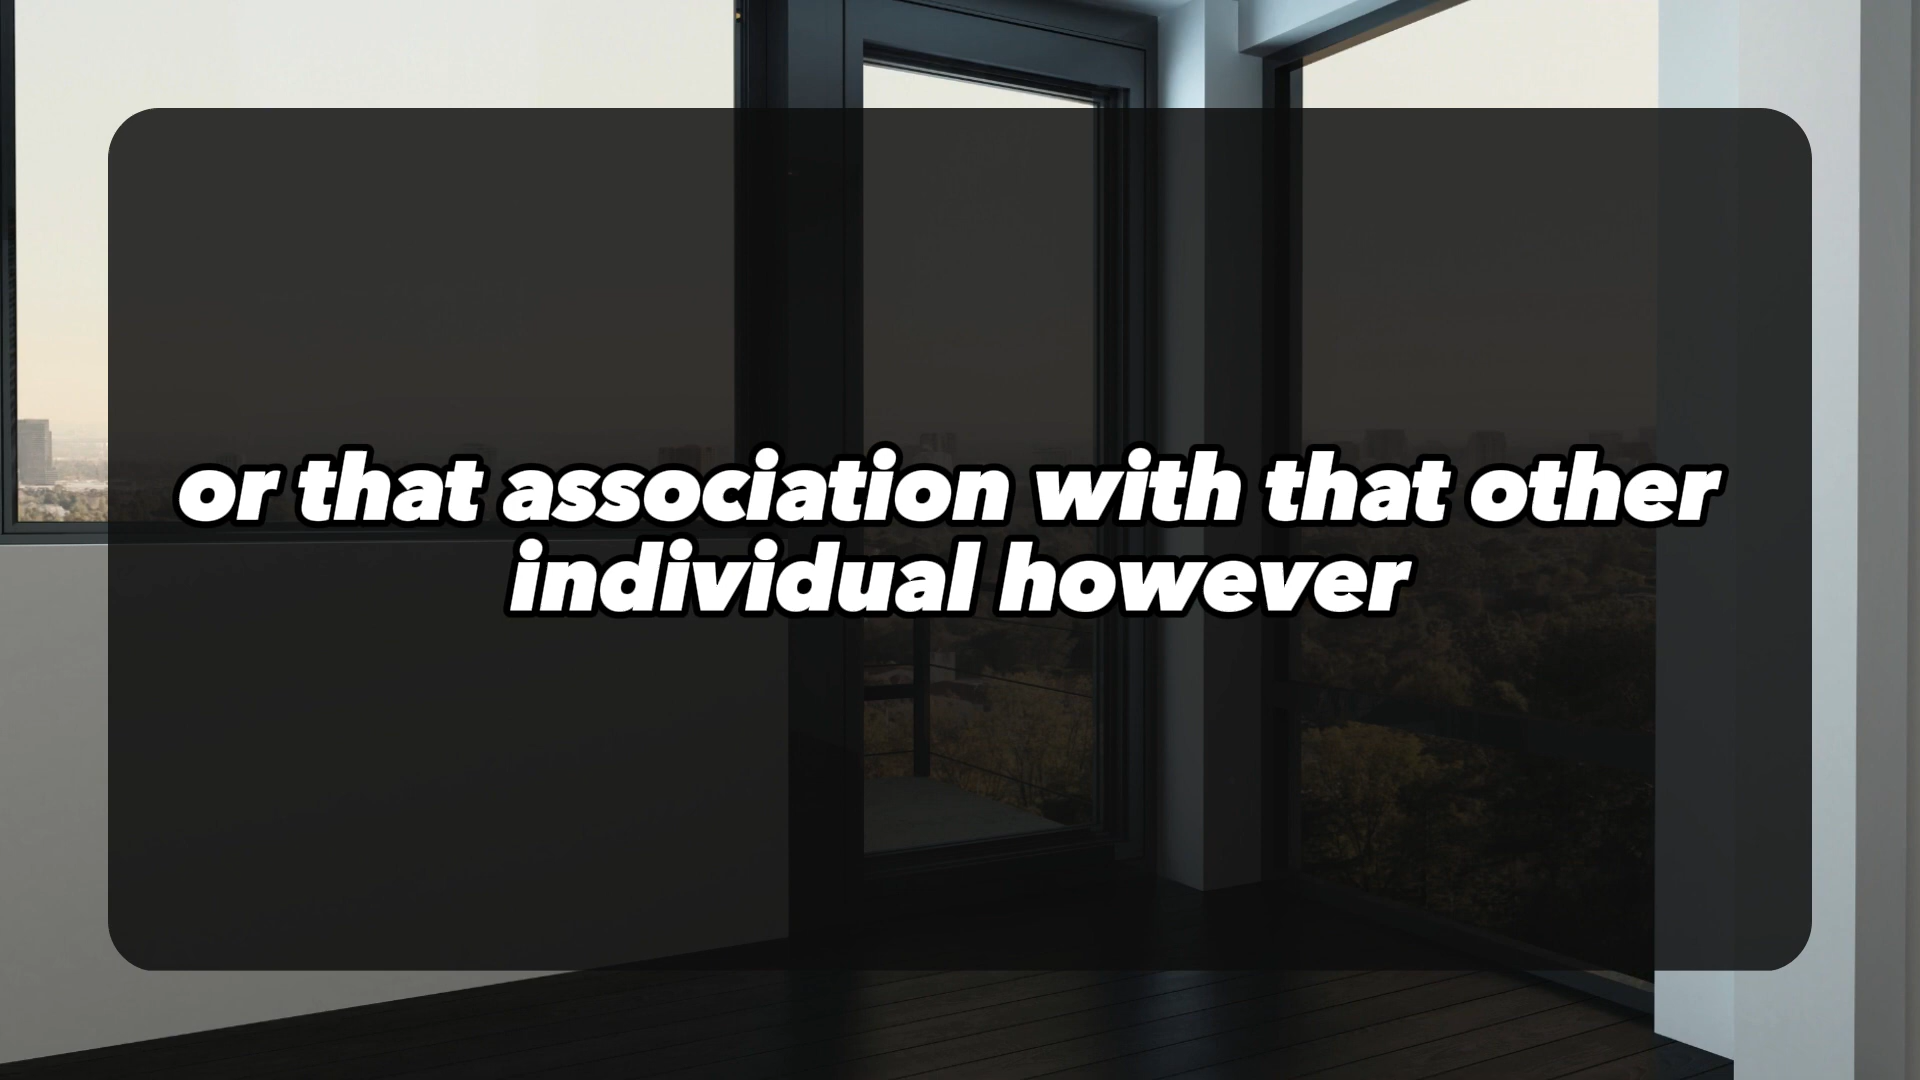 or that association with that other
individual however